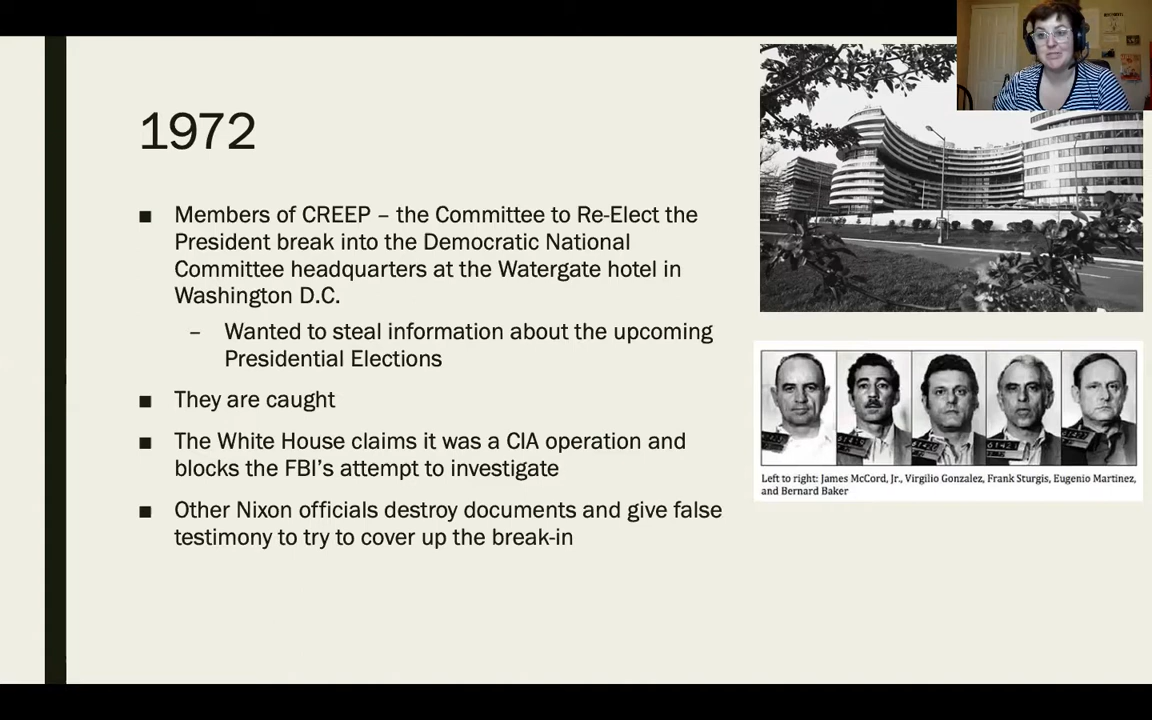 1972
■ Members of CREEP – the Committee to Re-Elect the
President break into the Democratic National
Committee headquarters at the Watergate hotel in
Washington D.C.
– Wanted to steal information about the upcoming
Presidential Elections
■ They are caught
■ The White House claims it was a CIA operation and
blocks the FBI's attempt to investigate
■ Other Nixon officials destroy documents and give false
testimony to try to cover up the break-in
Left to right: James McCord, Jr., Virgilio Gonzalez, Frank Sturgis, Eugenio Martinez,
and Bernard Baker